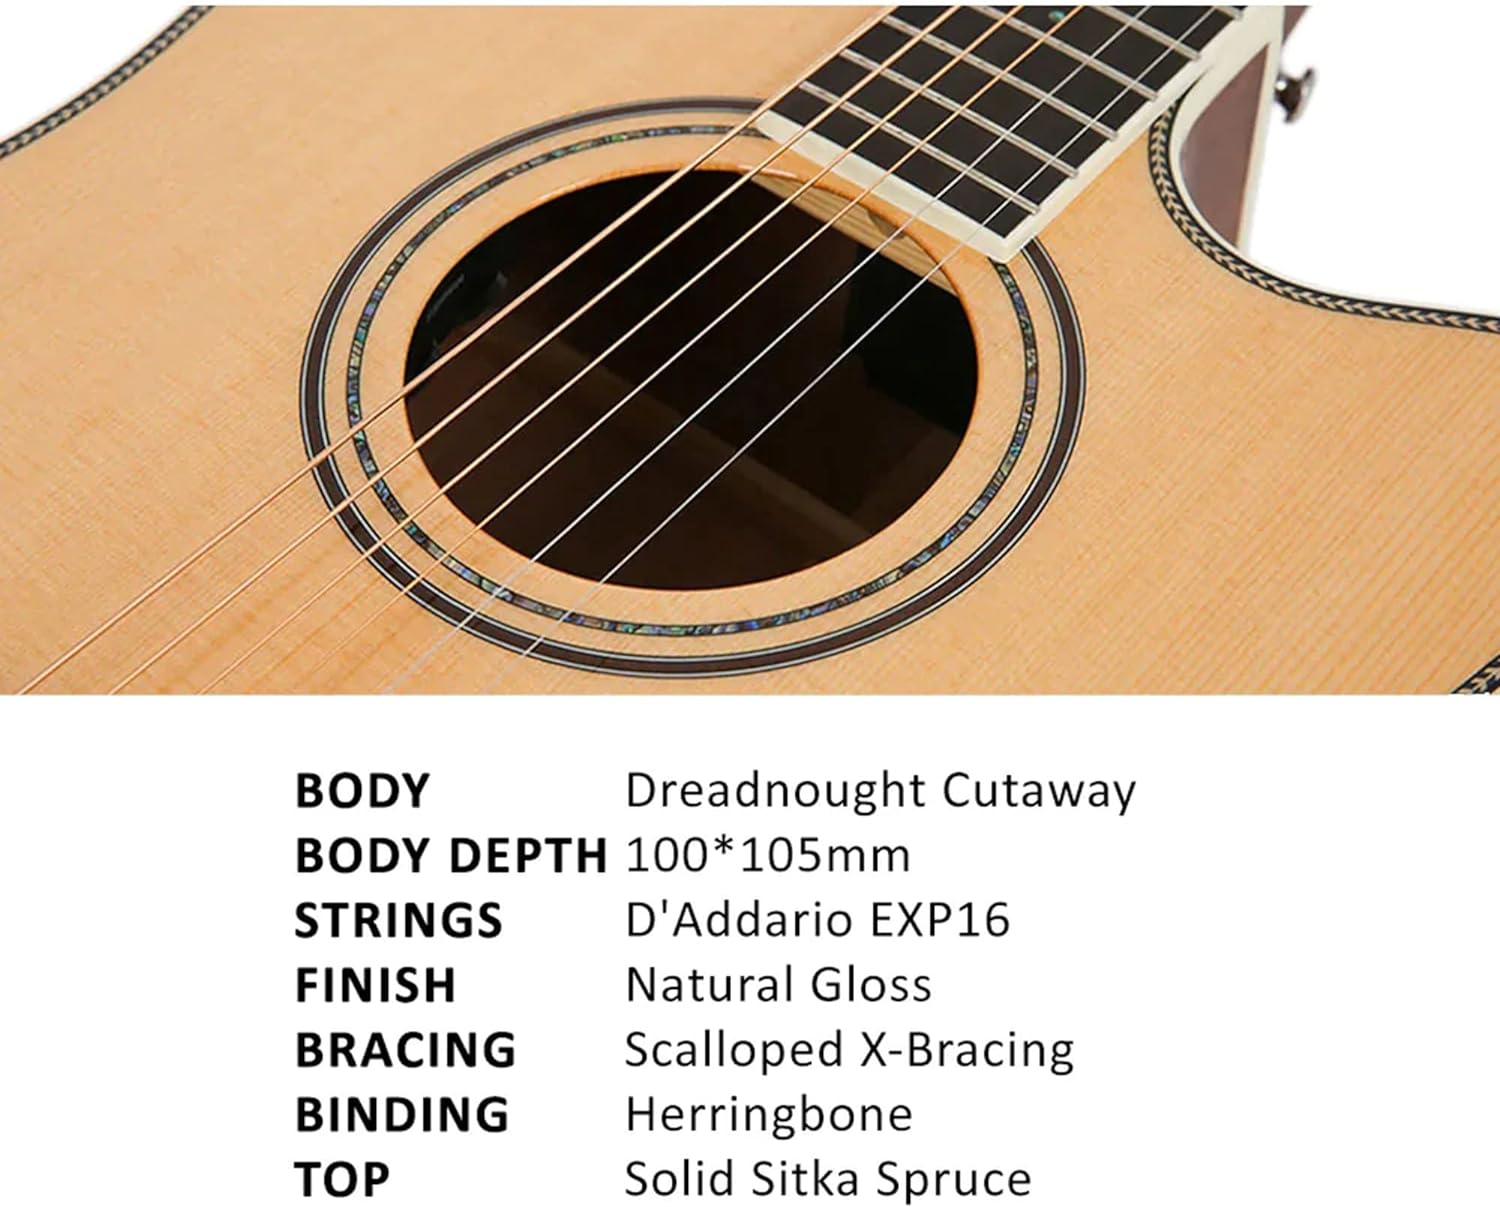 BODY Dreadnought Cutaway
BODY DEPTH 100*105mm
STRINGS D'Addario EXP16
FINISH Natural Gloss
BRACING Scalloped X-Bracing
BINDING Herringbone
TOP Solid Sitka Spruce